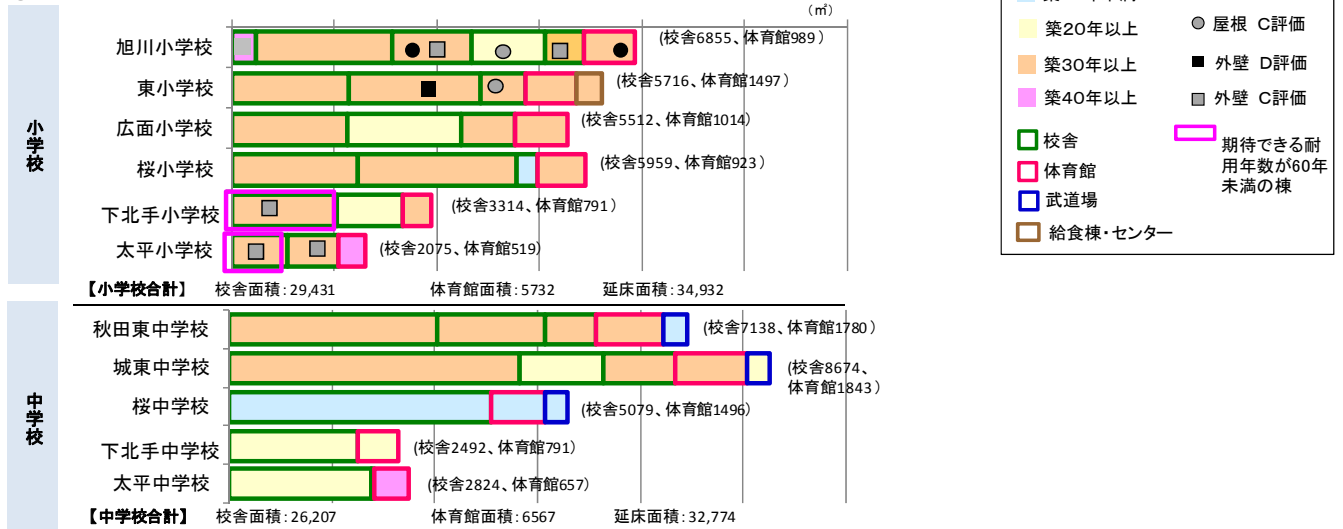 (㎡)
小学校
旭川小学校
(校舎6855、体育館989)
東小学校
(校舎5716、体育館1497)
広面小学校
(校舎5512、体育館1014)
桜小学校
(校舎5959、体育館923)
下北手小学校
(校舎3314、体育館791)
太平小学校
(校舎2075、体育館519)
【小学校合計】 校舎面積:29,431 体育館面積:5732 延床面積:34,932
中学校
秋田東中学校
(校舎7138、体育館1780)
城東中学校
(校舎8674、
体育館1843)
桜中学校
(校舎5079、体育館1496)
下北手中学校
(校舎2492、体育館791)
太平中学校
(校舎2824、体育館657)
【中学校合計】 校舎面積:26,207 体育館面積:6567 延床面積:32,774
築20年以上
屋根 C評価
築30年以上
外壁 D評価
築40年以上
外壁 C評価
校舎
期待できる耐
用年数が60年
未満の棟
体育館
武道場
給食棟・センター